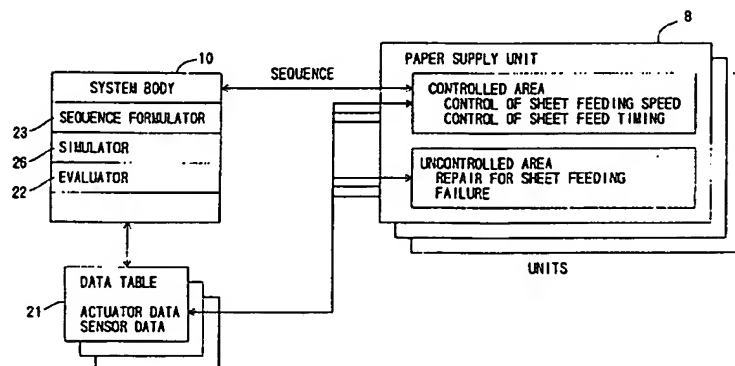 10
SYSTEM BODY
23
SEQUENCE FORMULATOR
26
SIMULATOR
22
EVALUATOR
SEQUENCE
8
PAPER SUPPLY UNIT
CONTROLLED AREA
CONTROL OF SHEET FEEDING SPEED
CONTROL OF SHEET FEED TIMING
UNCONTROLLED AREA
REPAIR FOR SHEET FEEDING
FAILURE
UNITS
21
DATA TABLE
ACTUATOR DATA
SENSOR DATA